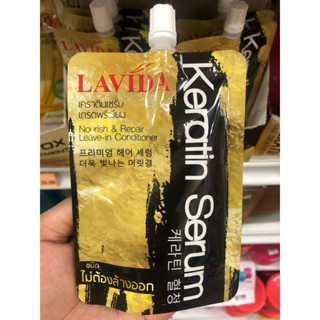 LAVIDA
เคราตินเซรั่ม
เกรดพรีเมียม
Nourish & Repair
Leave-in Conditioner
프리미엄 헤어 세럼
더욱 빛나는 머릿결
ชนิด
ไม่ต้องล้างออก
Keratin Serum
케라틴